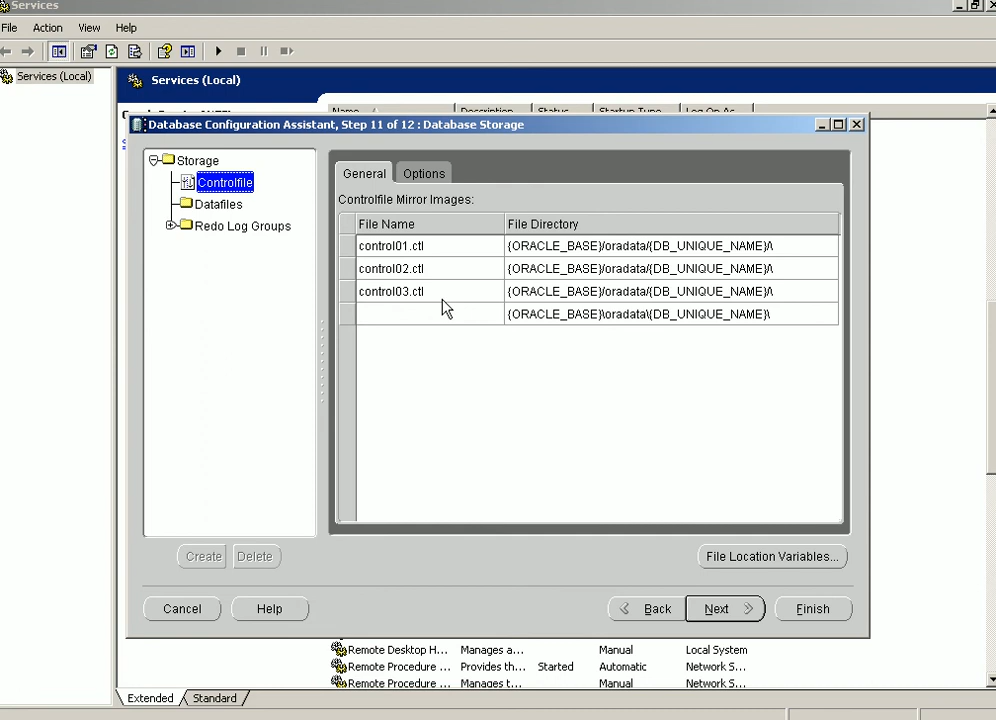 Services
File Action View Help
Services (Local)
Services (Local)
Database Configuration Assistant, Step 11 of 12 : Database Storage
Storage
Controlfile
Datafiles
Redo Log Groups
General Options
Controlfile Mirror Images:
File Name File Directory
control01.ctl {ORACLE_BASE}/oradata/{DB_UNIQUE_NAME}/\
control02.ctl {ORACLE_BASE}/oradata/{DB_UNIQUE_NAME}/\
control03.ctl {ORACLE_BASE}/oradata/{DB_UNIQUE_NAME}/\
{ORACLE_BASE}\oradata\{DB_UNIQUE_NAME}\
Create Delete
File Location Variables...
Cancel Help Back Next Finish
Remote Desktop H... Manages a... Manual Local System
Remote Procedure ... Provides th... Started Automatic Network S...
Remote Procedure ... Manages t... Manual Network S...
Extended Standard